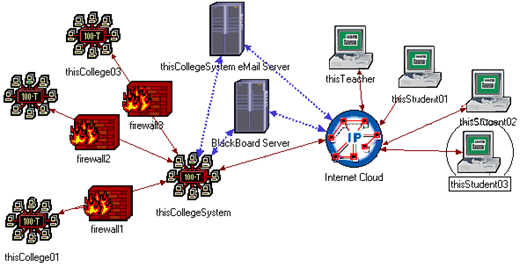 100-T
thisCollege03
thisCollegeSystem eMail Server
thisTeacher
thisStudent01
100-T
firewall3
BlackBoard Server
thisStudent02
firewall2
IP
100-T
Internet Cloud
thisStudent03
100-T
thisCollegeSystem
firewall1
thisCollege01